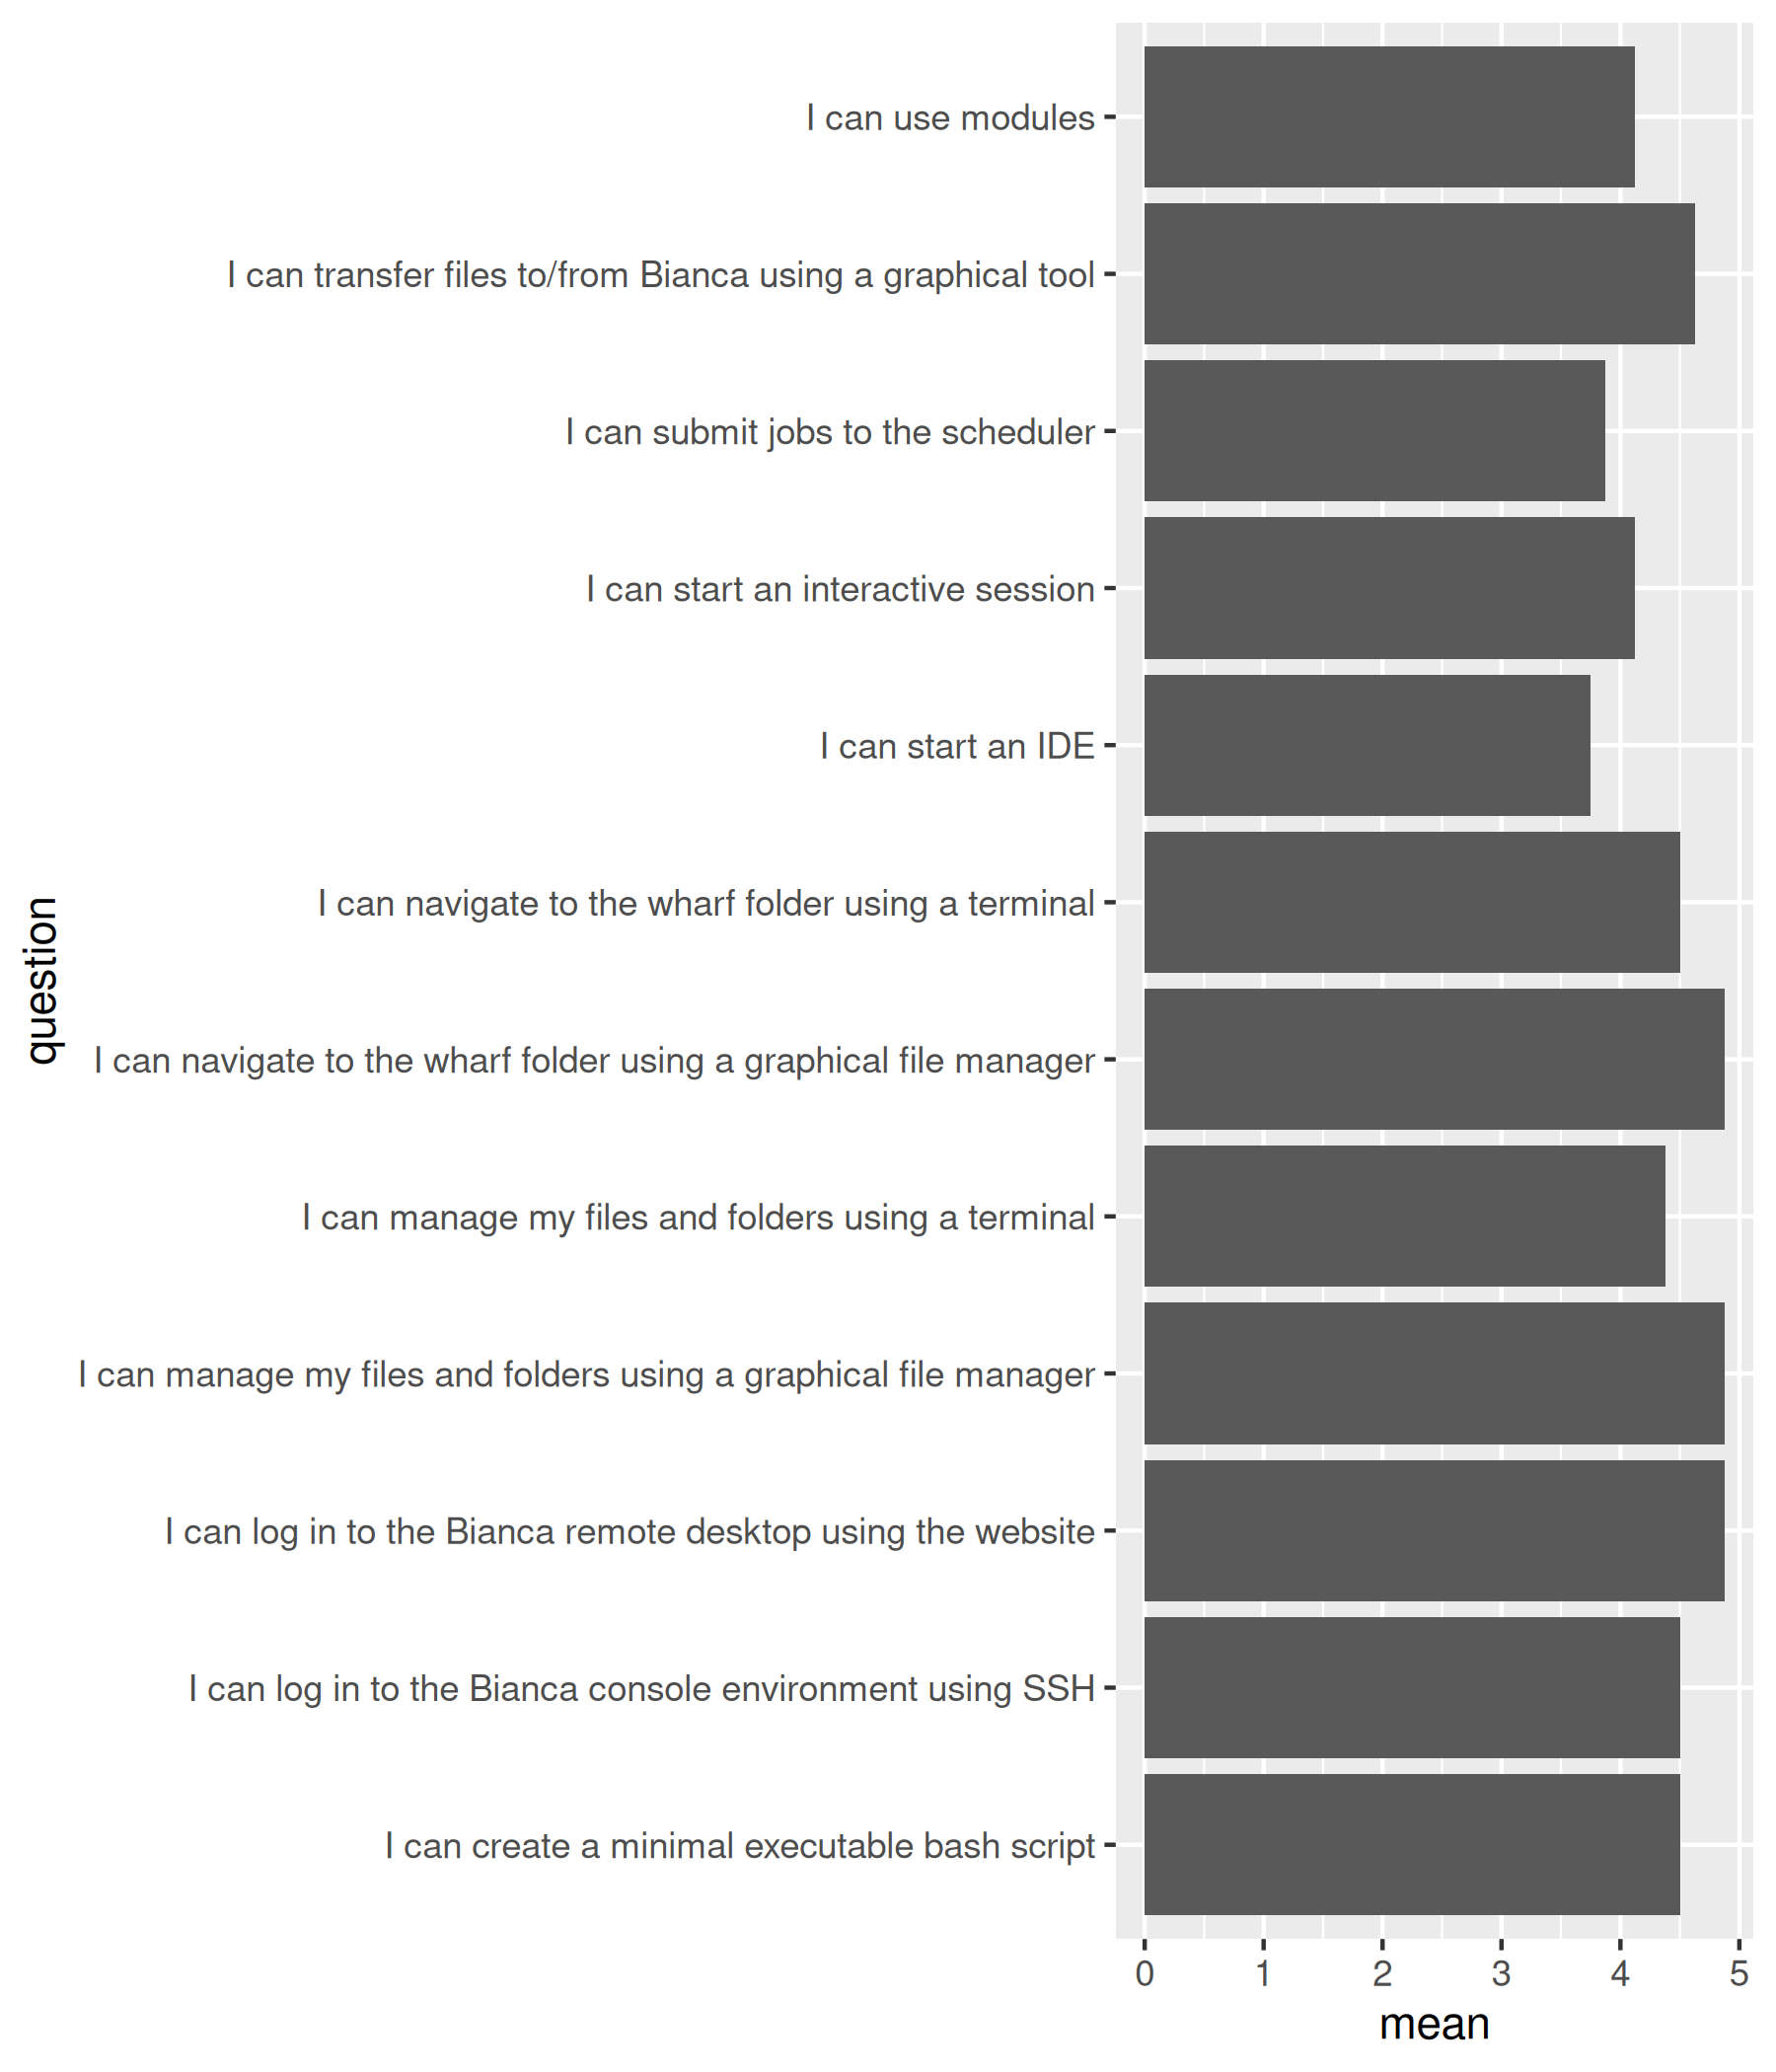 question
I can use modules
I can transfer files to/from Bianca using a graphical tool
I can submit jobs to the scheduler
I can start an interactive session
I can start an IDE
I can navigate to the wharf folder using a terminal
I can navigate to the wharf folder using a graphical file manager
I can manage my files and folders using a terminal
I can manage my files and folders using a graphical file manager
I can log in to the Bianca remote desktop using the website
I can log in to the Bianca console environment using SSH
I can create a minimal executable bash script
0 1 2 3 4 5
mean